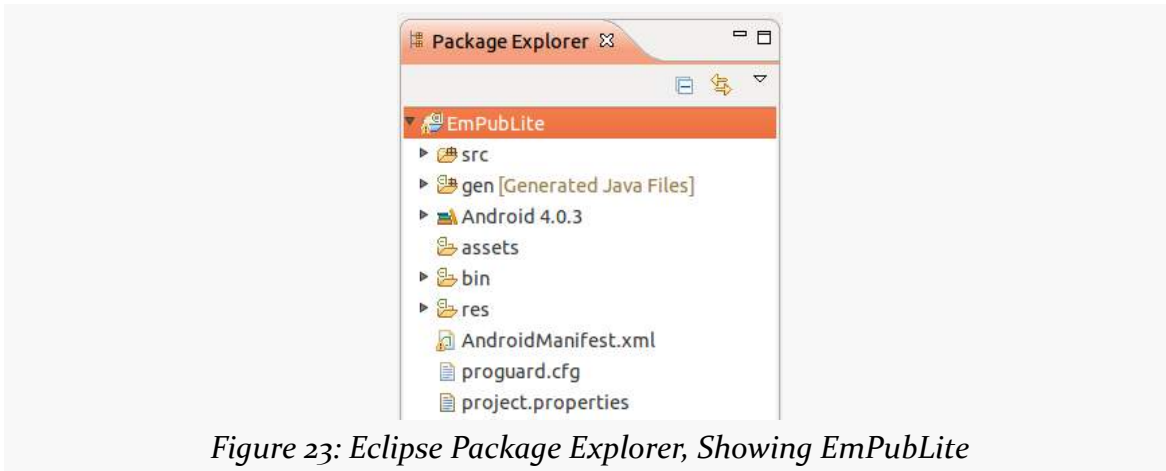 Package Explorer
EmPubLite
src
gen [Generated Java Files]
Android 4.0.3
assets
bin
res
AndroidManifest.xml
proguard.cfg
project.properties
Figure 23: Eclipse Package Explorer, Showing EmPubLite